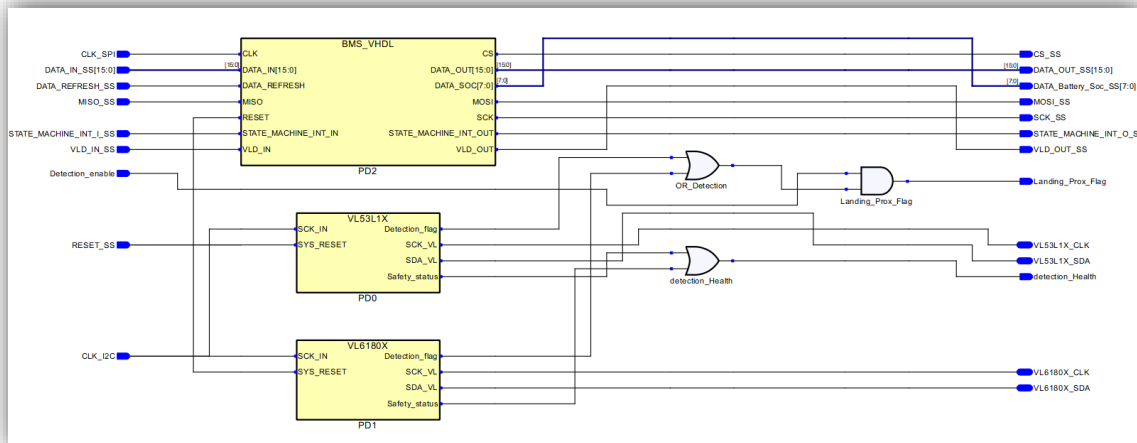 BMS_VHDL
CLK_SPI CLK CS CS_SS
DATA_IN_SS[15:0] [15:0] DATA_IN[15:0] DATA_OUT[15:0] [15:0] [15:0] DATA_OUT_SS[15:0]
DATA_REFRESH_SS DATA_REFRESH DATA_SOC[7:0] [7:0] [7:0] DATA_Battery_Soc_SS[7:0]
MISO_SS MISO MOSI MOSI_SS
RESET SCK SCK_SS
STATE_MACHINE_INT_I_SS STATE_MACHINE_INT_IN STATE_MACHINE_INT_OUT STATE_MACHINE_INT_O_S
VLD_IN_SS VLD_IN VLD_OUT VLD_OUT_SS
PD2
Detection_enable OR_Detection Landing_Prox_Flag Landing_Prox_Flag
VL53L1X
SCK_IN Detection_flag
RESET_SS SYS_RESET SCK_VL VL53L1X_CLK
SDA_VL VL53L1X_SDA
Safety_status detection_Health detection_Health
PD0
VL6180X
CLK_I2C SCK_IN Detection_flag
SYS_RESET SCK_VL VL6180X_CLK
SDA_VL VL6180X_SDA
Safety_status
PD1